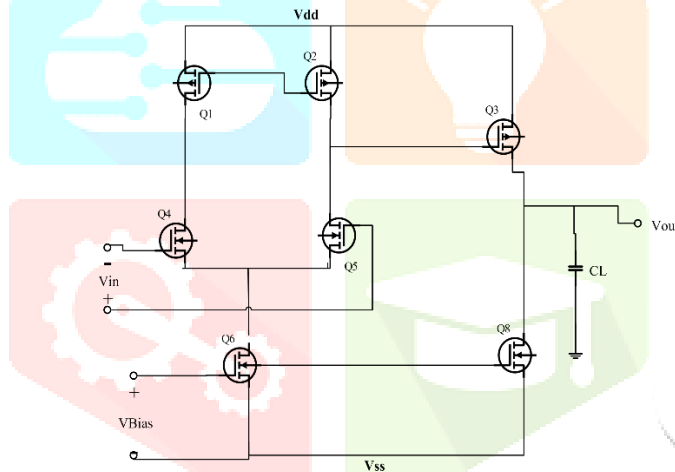 Vdd
Q2
Q1
Q3
Q4
Vou
Q5
-
Vin
CL
+
Q6
Q8
+
VBias
-
Vss